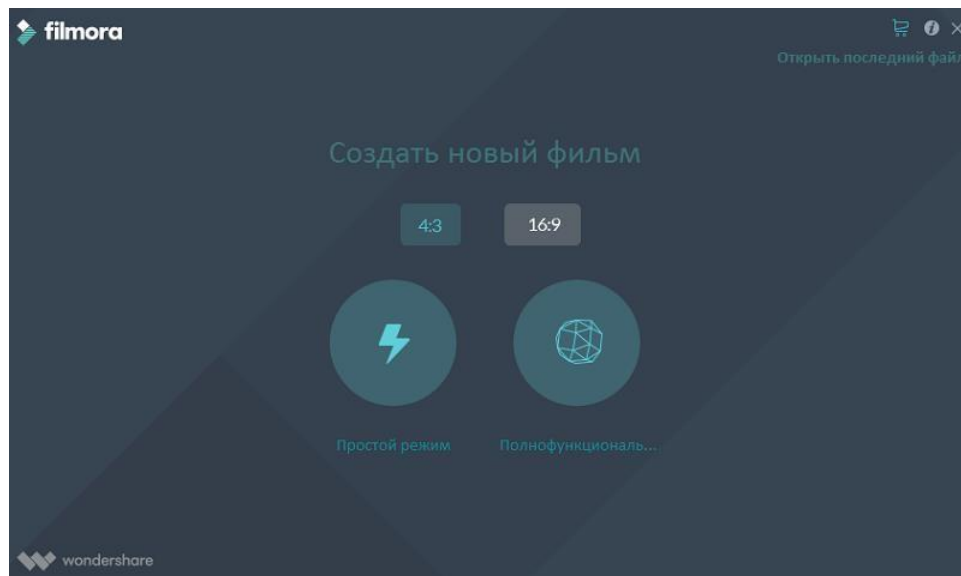 filmora
Открыть последний файл
Создать новый фильм
4:3 16:9
Простой режим Полнофункциональ...
wondershare